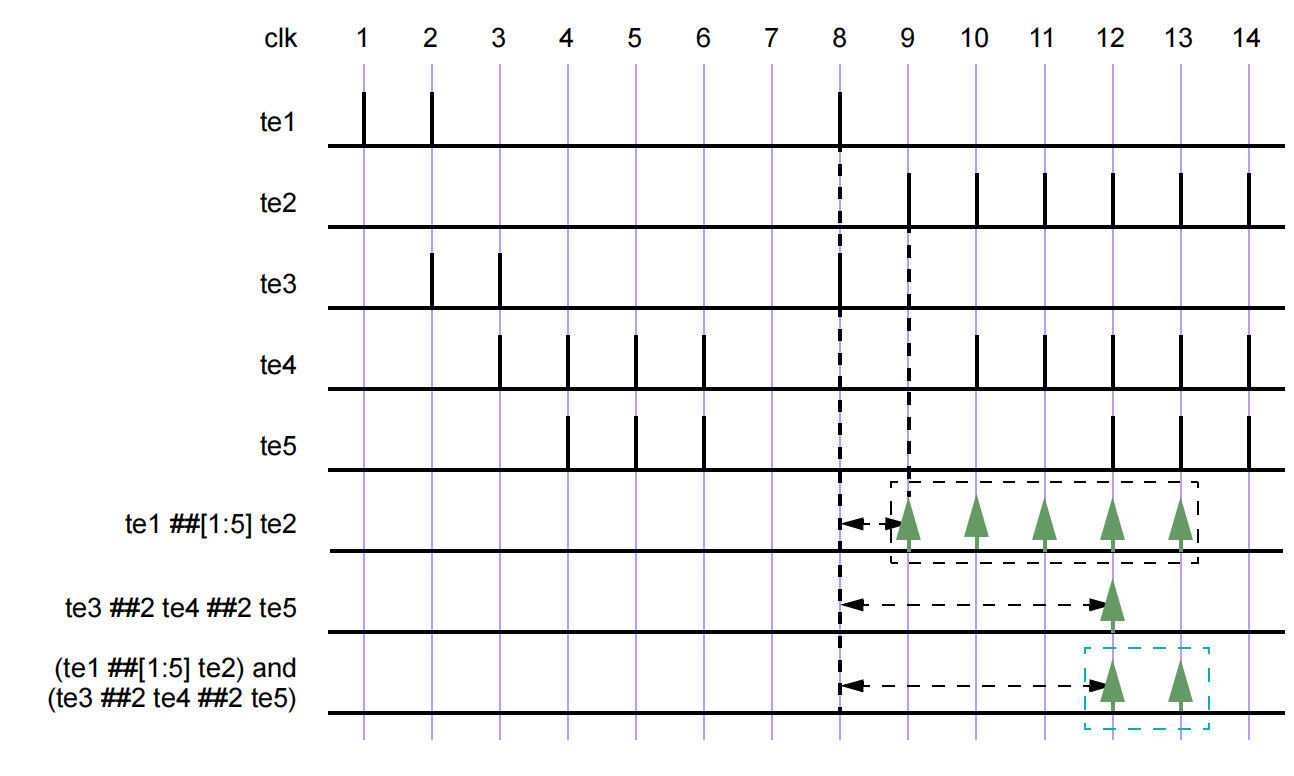 clk 1 2 3 4 5 6 7 8 9 10 11 12 13 14
te1
te2
te3
te4
te5
te1 ##[1:5] te2
te3 ##2 te4 ##2 te5
(te1 ##[1:5] te2) and
(te3 ##2 te4 ##2 te5)